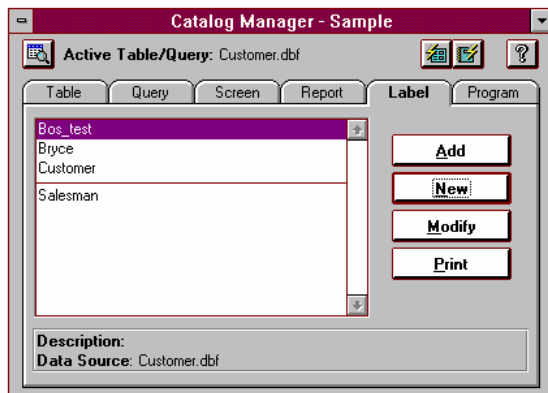 Catalog Manager - Sample
Active Table/Query: Customer.dbf
?
Table Query Screen Report Label Program
Bos_test
Bryce
Customer
Salesman
Add
New
Modify
Print
Description:
Data Source: Customer.dbf